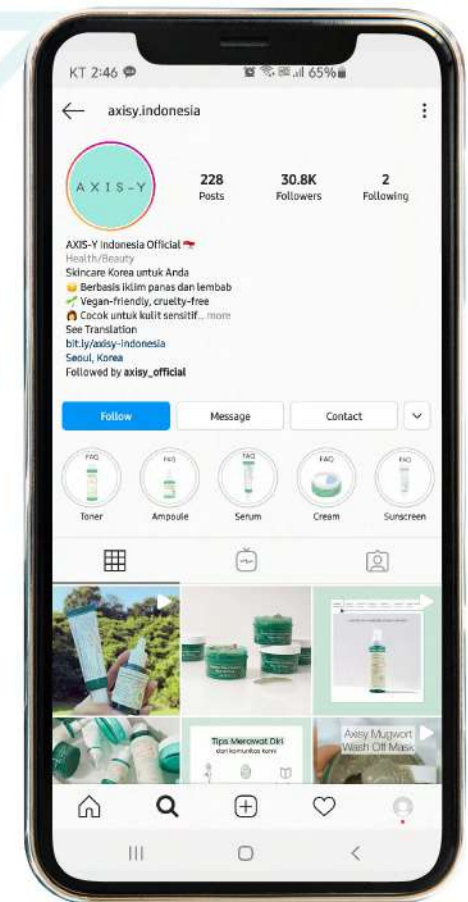 KT 2:46 65%
axisy.indonesia
AXIS-Y
228 30.8K 2
Posts Followers Following
AXIS-Y Indonesia Official
Health/Beauty
Skincare Korea untuk Anda
Berbasis iklim panas dan lembab
Vegan-friendly, cruelty-free
Cocok untuk kulit sensitif... more
See Translation
bit.ly/axisy-indonesia
Seoul, Korea
Followed by axisy_official
Follow Message Contact
FAQ FAQ FAQ FAQ FAQ
Toner Ampoule Serum Cream Sunscreen
Tips Merawat Diri
dari komunitas kami
Axisy Mugwort
Wash Off Mask